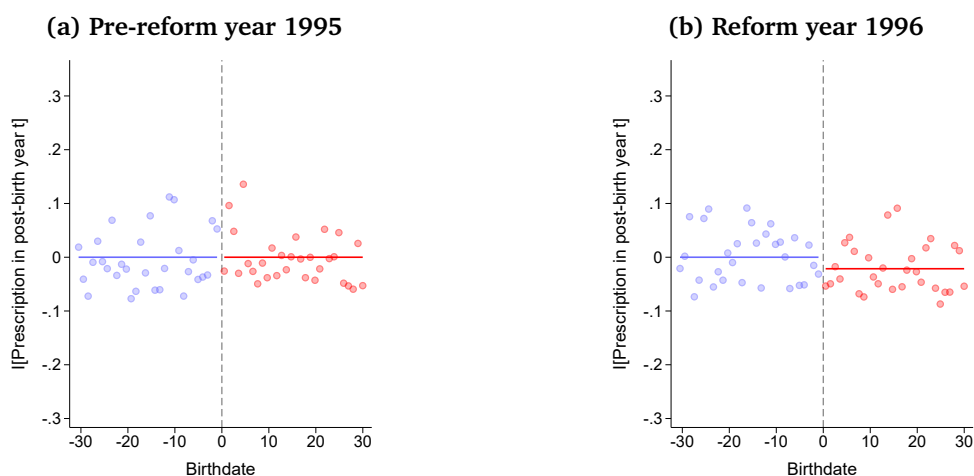 (a) Pre-reform year 1995
I[Prescription in post-birth year t]
.3
.2
.1
0
-.1
-.2
-.3
-30 -20 -10 0 10 20 30
Birthdate
(b) Reform year 1996
I[Prescription in post-birth year t]
.3
.2
.1
0
-.1
-.2
-.3
-30 -20 -10 0 10 20 30
Birthdate